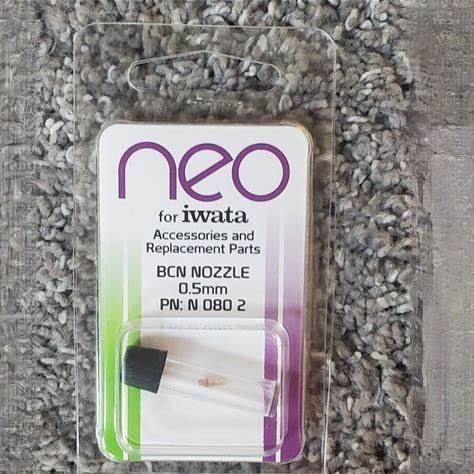 neo
for iwata
Accessories and
Replacement Parts
BCN NOZZLE
0.5mm
PN: N 080 2